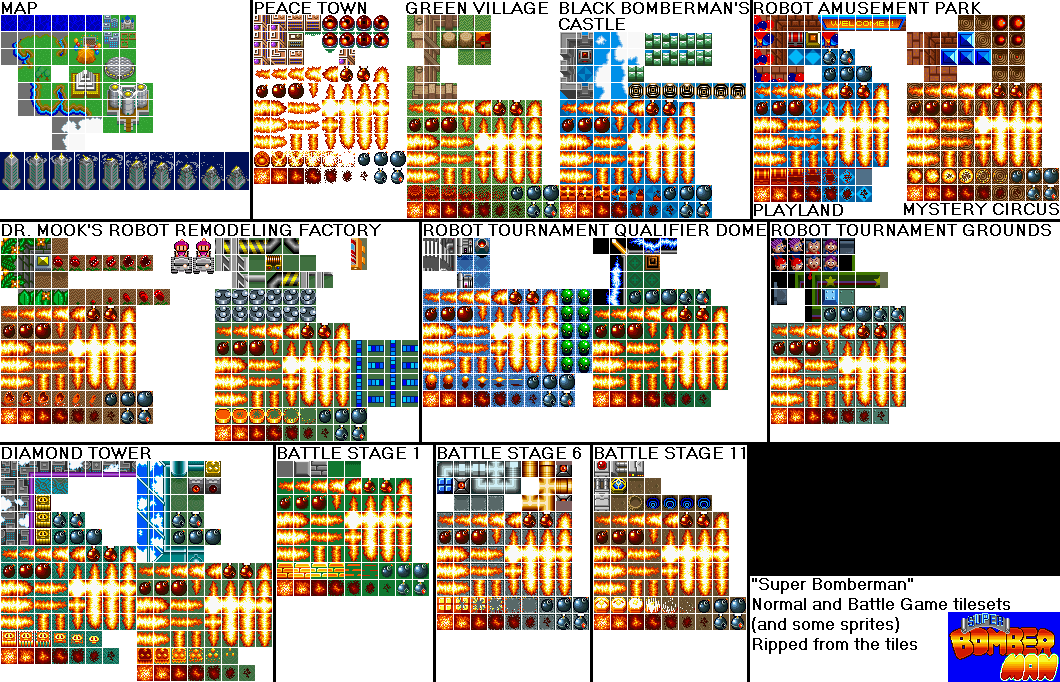 MAP
PEACE TOWN
GREEN VILLAGE
BLACK BOMBERMAN'S
CASTLE
ROBOT AMUSEMENT PARK
WELCOME!!
PLAYLAND
MYSTERY CIRCUS
DR. MOOK'S ROBOT REMODELING FACTORY
ROBOT TOURNAMENT QUALIFIER DOME
ROBOT TOURNAMENT GROUNDS
DIAMOND TOWER
BATTLE STAGE 1
BATTLE STAGE 6
BATTLE STAGE 11
"Super Bomberman"
Normal and Battle Game tilesets
(and some sprites)
Ripped from the tiles
SUPER
BOMBER
MAN